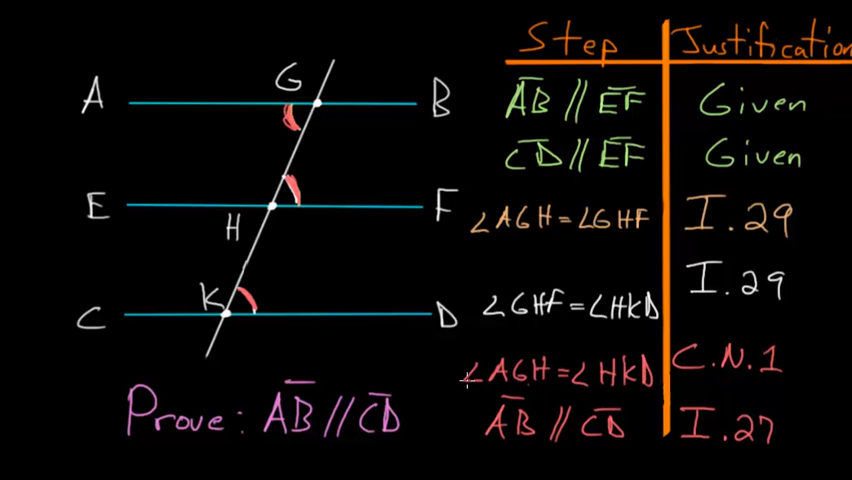 Step Justification
G
A B
AB // EF Given
CD // EF Given
E F
H
∠AGH = ∠GHF I.29
∠GHF = ∠HKD I.29
K
C D
∠AGH = ∠HKD C.N.1
Prove: AB // CD
AB // CD I.27